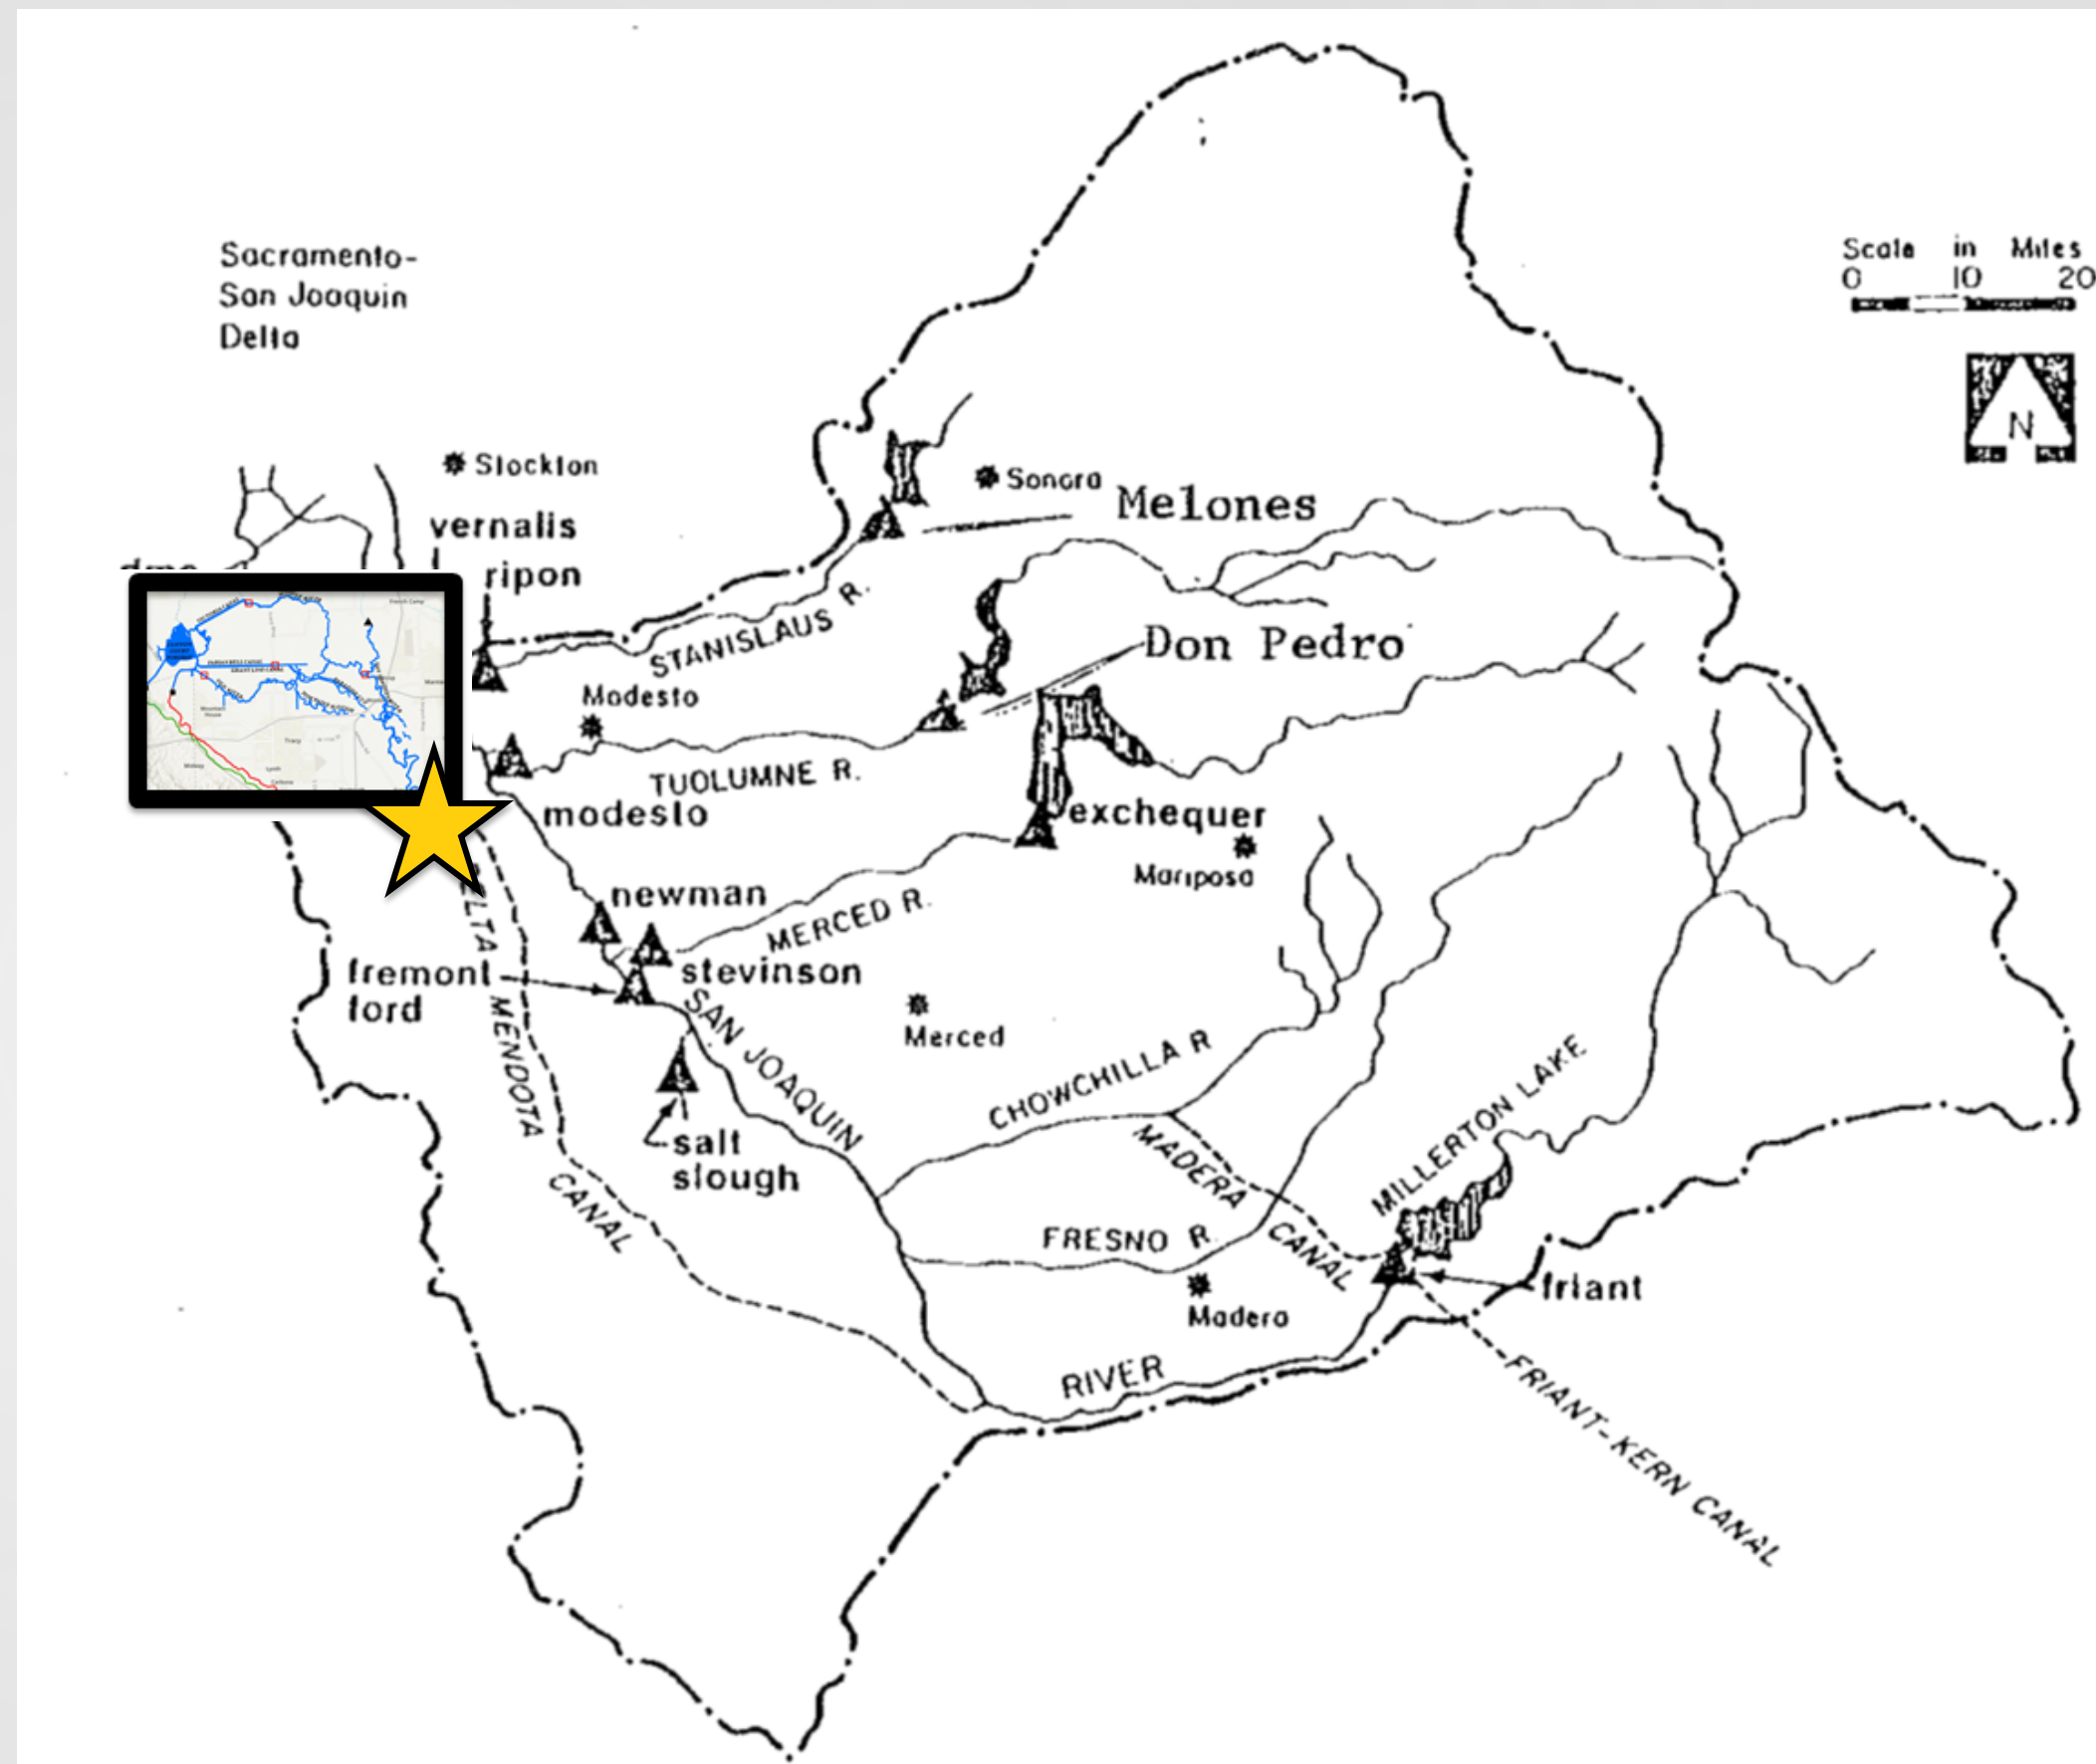 Sacramento-
San Joaquin
Delta
Scale in Miles
0 10 20
N
Stockton
Sonora
Melones
vernalis
ripon
STANISLAUS R.
Don Pedro
Modesto
TUOLUMNE R.
modesto
exchequer
Mariposa
newman
MERCED R.
fremont
ford
stevinson
Merced
SAN JOAQUIN
MENDOTA
CANAL
salt
slough
CHOWCHILLA R
MADERA
CANAL
MILLERTON LAKE
FRESNO R.
Madera
friant
RIVER
FRIANT-KERN CANAL
Tracy